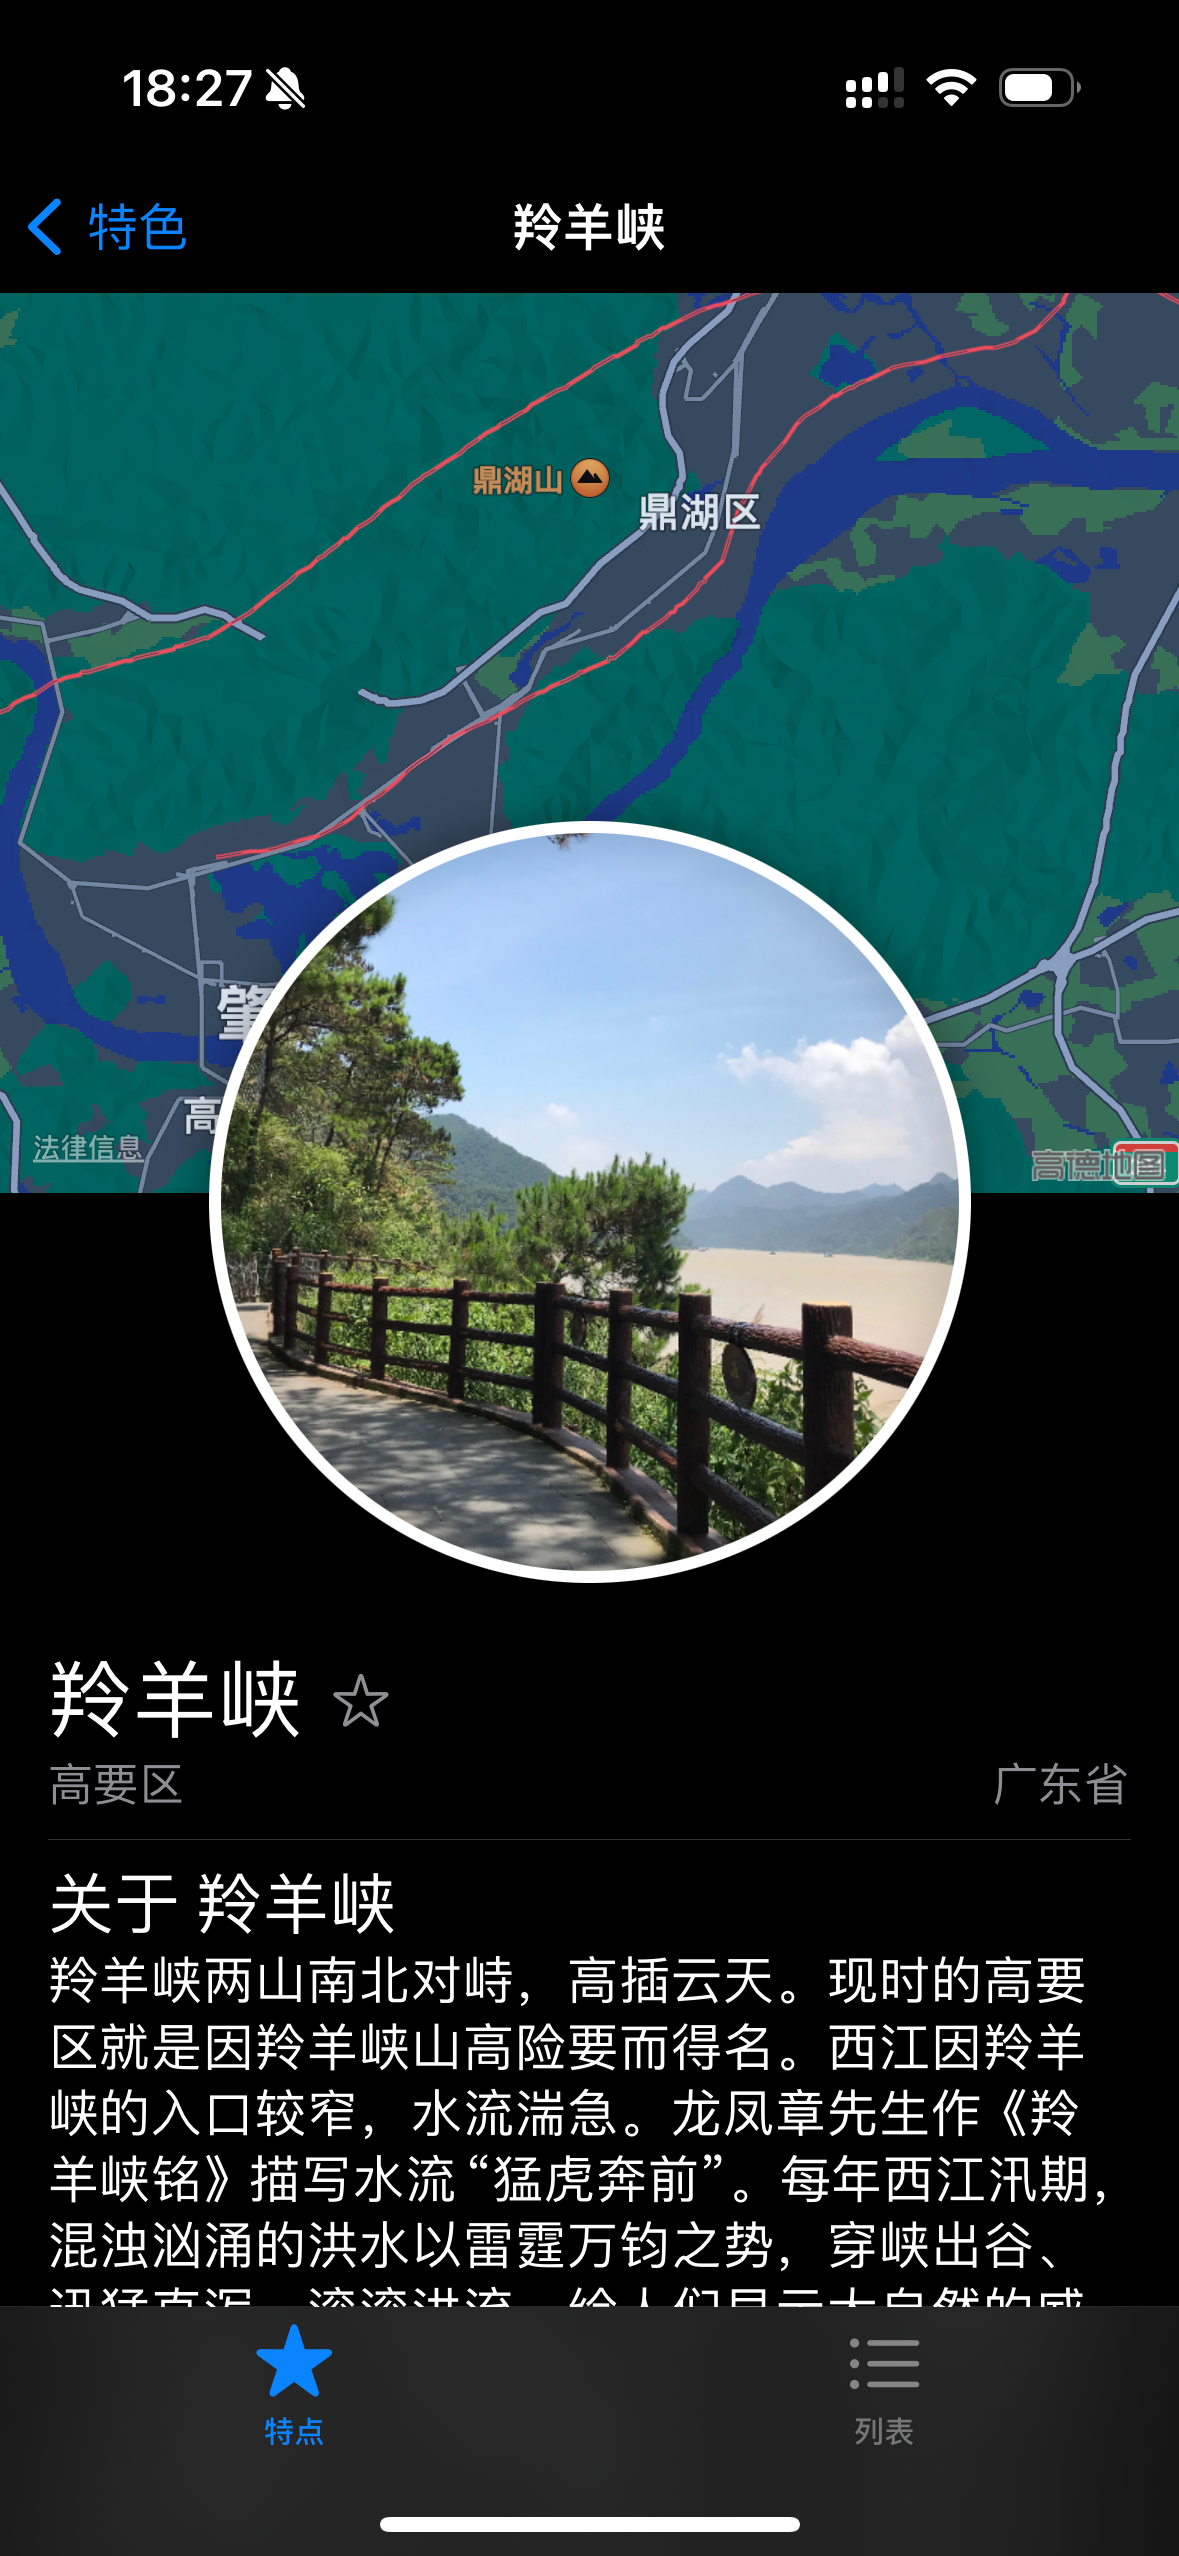 18:27
特色
羚羊峡
鼎湖山
鼎湖区
肇
高
法律信息
高德地图
羚羊峡
高要区
广东省
关于 羚羊峡
羚羊峡两山南北对峙，高插云天。现时的高要
区就是因羚羊峡山高险要而得名。西江因羚羊
峡的入口较窄，水流湍急。龙凤章先生作《羚
羊峡铭》描写水流 “猛虎奔前”。每年西江汛期，
混浊汹涌的洪水以雷霆万钧之势，穿峡出谷、
特点
列表